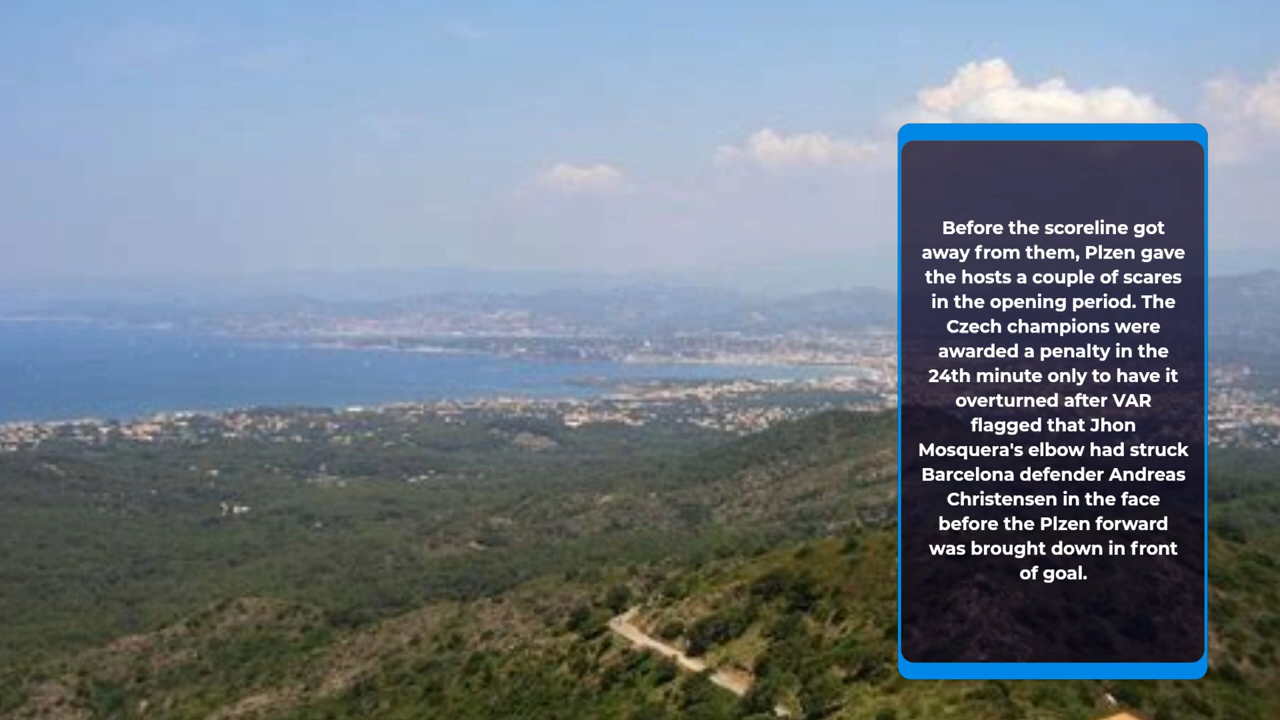 Before the scoreline got
away from them, Plzen gave
the hosts a couple of scares
in the opening period. The
Czech champions were
awarded a penalty in the
24th minute only to have it
overturned after VAR
flagged that Jhon
Mosquera's elbow had struck
Barcelona defender Andreas
Christensen in the face
before the Plzen forward
was brought down in front
of goal.